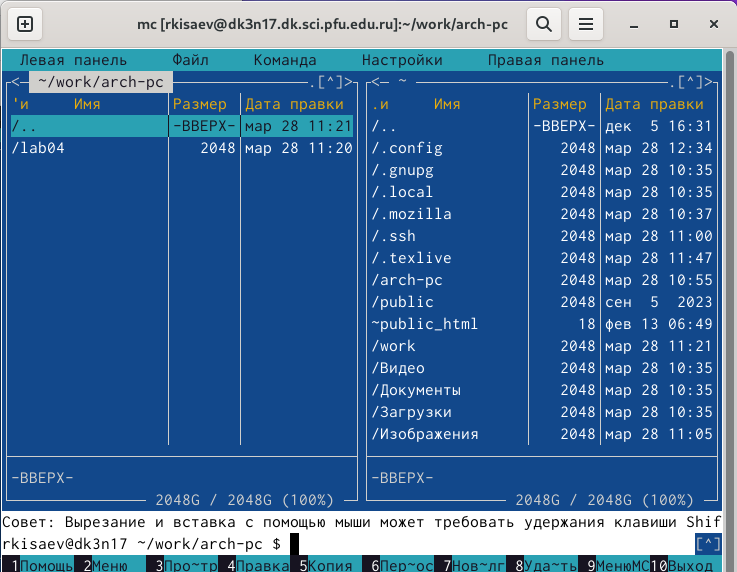 mc [rkisaev@dk3n17.dk.sci.pfu.edu.ru]:~/work/arch-pc
Левая панель Файл Команда Настройки Правая панель
<— ~/work/arch-pc .[^]>
'и Имя Размер Дата правки
/.. -ВВЕРХ- мар 28 11:21
/lab04 2048 мар 28 11:20
-ВВЕРХ-
2048G / 2048G (100%)
<— ~ .[^]>
.и Имя Размер Дата правки
/.. -ВВЕРХ- дек 5 16:31
/.config 2048 мар 28 12:34
/.gnupg 2048 мар 28 10:35
/.local 2048 мар 28 10:35
/.mozilla 2048 мар 28 10:37
/.ssh 2048 мар 28 11:00
/.texlive 2048 мар 28 11:47
/arch-pc 2048 мар 28 10:55
/public 2048 сен 5 2023
~public_html 18 фев 13 06:49
/work 2048 мар 28 11:21
/Видео 2048 мар 28 10:35
/Документы 2048 мар 28 10:35
/Загрузки 2048 мар 28 10:35
/Изображения 2048 мар 28 11:05
-ВВЕРХ-
2048G / 2048G (100%)
Совет: Вырезание и вставка с помощью мыши может требовать удержания клавиши Shif
rkisaev@dk3n17 ~/work/arch-pc $ [^]
1Помощь 2Меню 3Про~тр 4Правка 5Копия 6Пер~ос 7Нов~лг 8Уда~ть 9МенюMC 10Выход